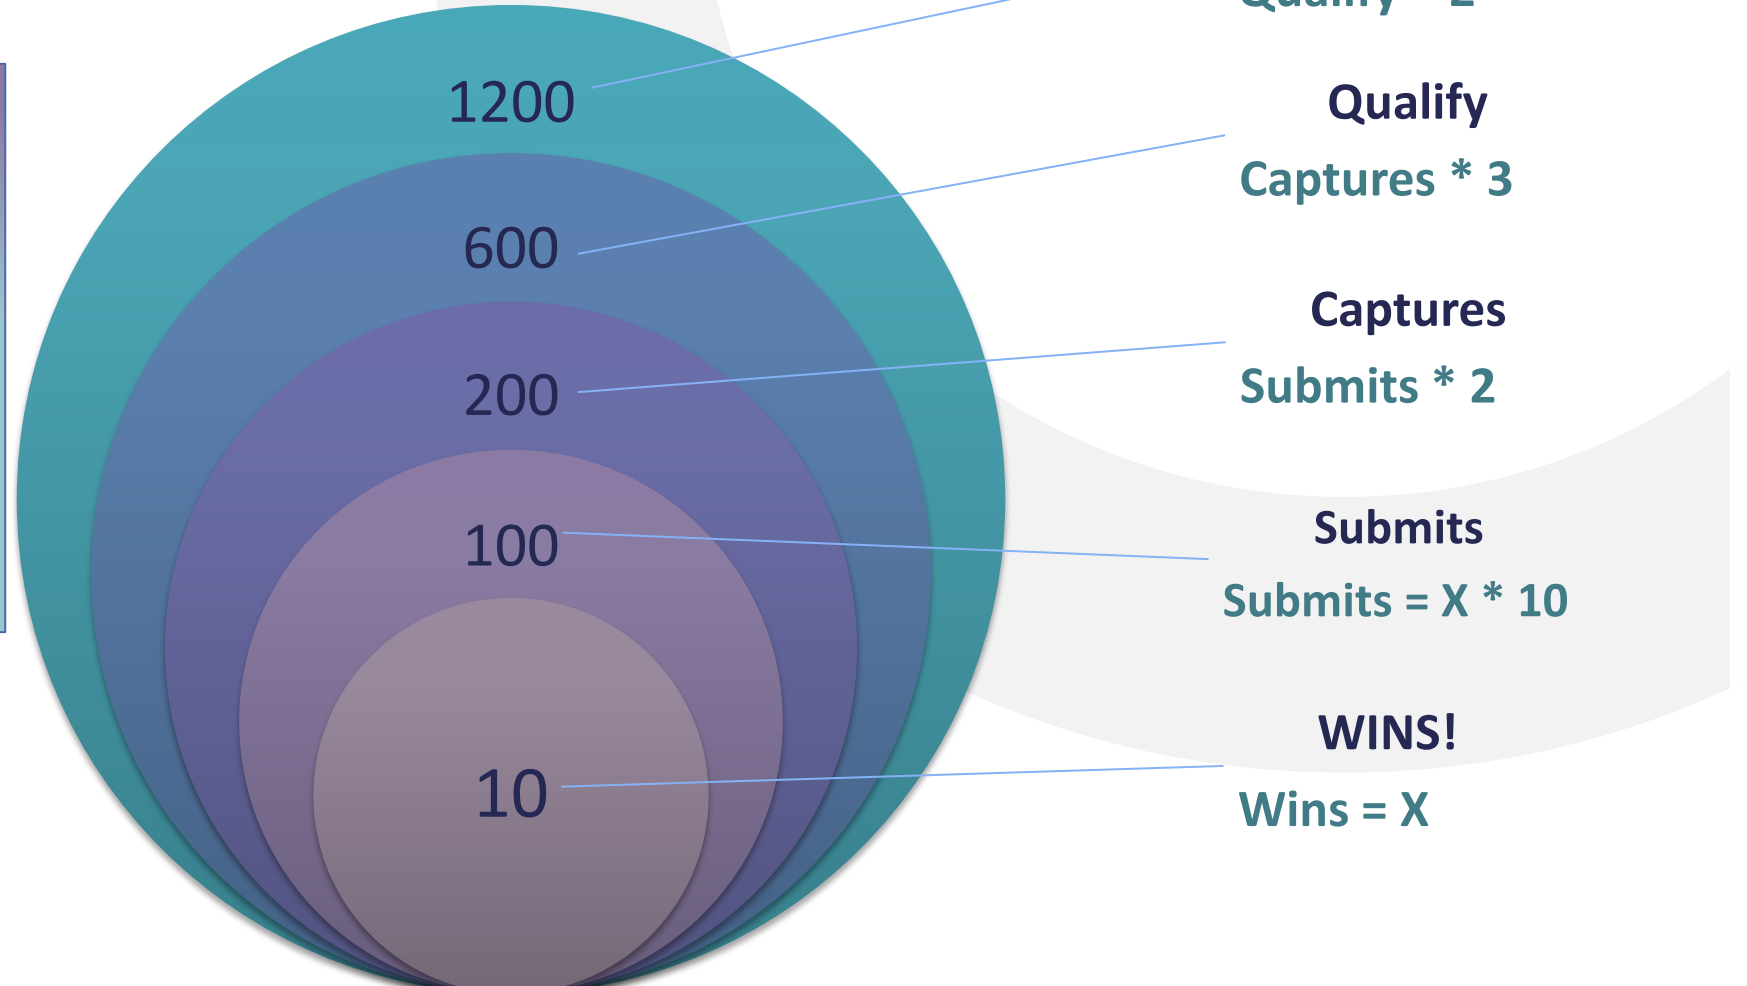 1200
Qualify
Captures * 3
600
Captures
Submits * 2
200
Submits
Submits = X * 10
100
WINS!
Wins = X
10